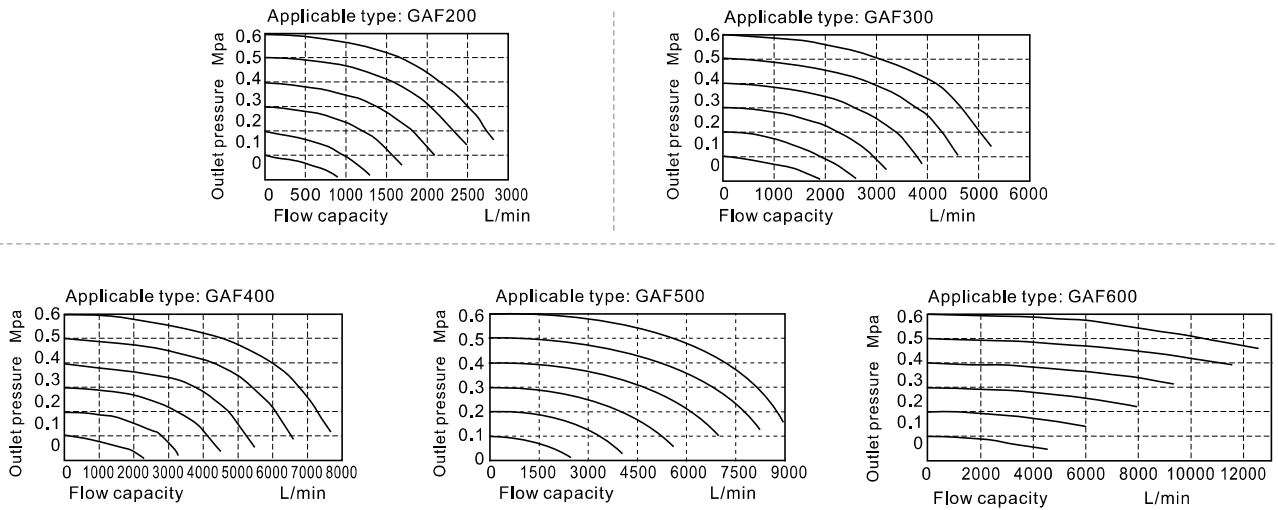 Applicable type: GAF200
Outlet pressure Mpa
0.6
0.5
0.4
0.3
0.2
0.1
0
0 500 1000 1500 2000 2500 3000
Flow capacity L/min
Applicable type: GAF300
Outlet pressure Mpa
0.6
0.5
0.4
0.3
0.2
0.1
0
0 1000 2000 3000 4000 5000 6000
Flow capacity L/min
Applicable type: GAF400
Outlet pressure Mpa
0.6
0.5
0.4
0.3
0.2
0.1
0
0 1000 2000 3000 4000 5000 6000 7000 8000
Flow capacity L/min
Applicable type: GAF500
Outlet pressure Mpa
0.6
0.5
0.4
0.3
0.2
0.1
0
0 1500 3000 4500 6000 7500 9000
Flow capacity L/min
Applicable type: GAF600
Outlet pressure Mpa
0.6
0.5
0.4
0.3
0.2
0.1
0
0 2000 4000 6000 8000 10000 12000
Flow capacity L/min